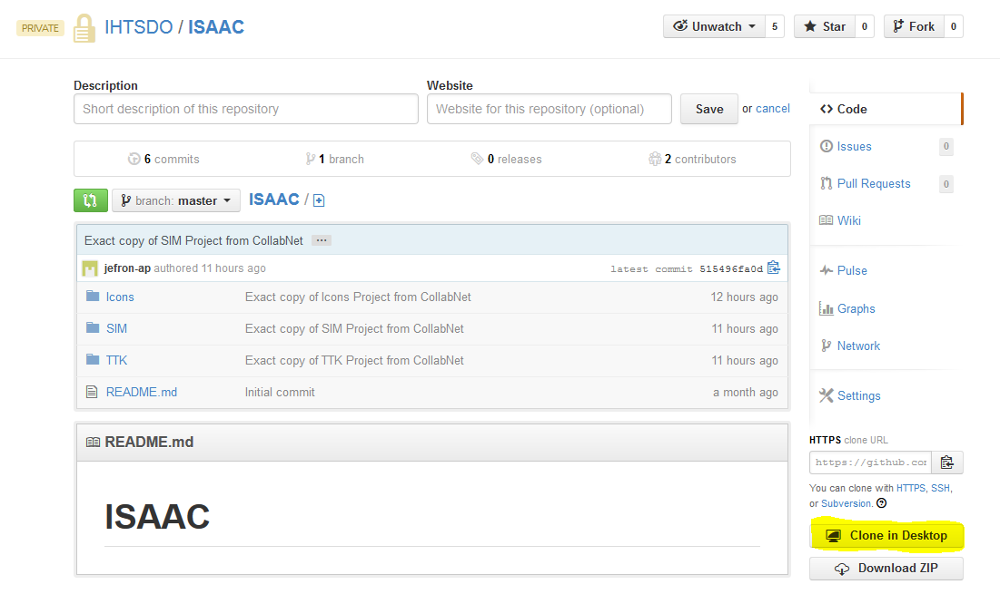 PRIVATE IHTSDO / ISAAC Unwatch 5 Star 0 Fork 0
Description Website
Short description of this repository Website for this repository (optional) Save or cancel
6 commits 1 branch 0 releases 2 contributors
branch: master ISAAC /
Exact copy of SIM Project from CollabNet ...
jefron-ap authored 11 hours ago latest commit 515496fa0d
Icons Exact copy of Icons Project from CollabNet 12 hours ago
SIM Exact copy of SIM Project from CollabNet 11 hours ago
TTK Exact copy of TTK Project from CollabNet 11 hours ago
README.md Initial commit a month ago
README.md
ISAAC
Code
Issues 0
Pull Requests 0
Wiki
Pulse
Graphs
Network
Settings
HTTPS clone URL
https://github.con
You can clone with HTTPS, SSH,
or Subversion. ?
Clone in Desktop
Download ZIP